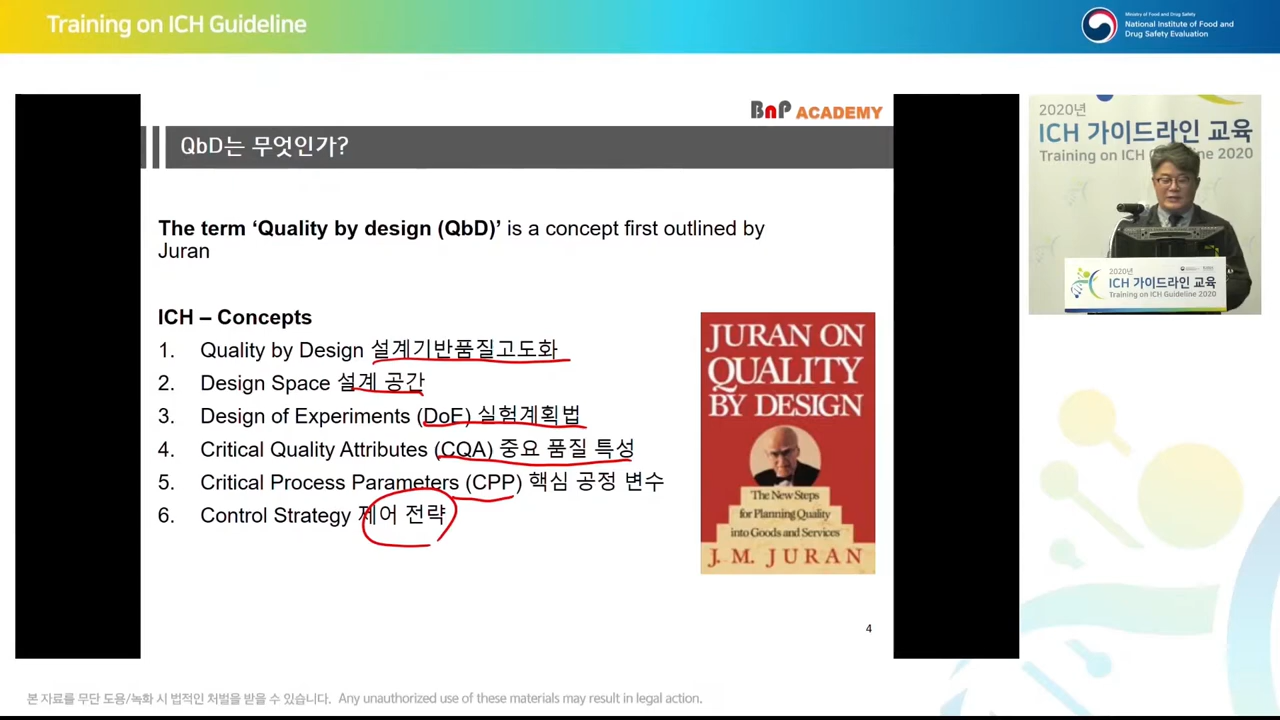 Training on ICH Guideline
Ministry of Food and Drug Safety
National Institute of Food and
Drug Safety Evaluation
BnP ACADEMY
QbD는 무엇인가?
The term ‘Quality by design (QbD)’ is a concept first outlined by
Juran
ICH – Concepts
1. Quality by Design 설계기반품질고도화
2. Design Space 설계 공간
3. Design of Experiments (DoE) 실험계획법
4. Critical Quality Attributes (CQA) 중요 품질 특성
5. Critical Process Parameters (CPP) 핵심 공정 변수
6. Control Strategy 제어 전략
JURAN ON
QUALITY
BY DESIGN
The New Steps
for Planning Quality
into Goods and Services
J. M. JURAN
4
2020년
ICH 가이드라인 교육
Training on ICH Guideline 2020
2020년
ICH 가이드라인 교육
Training on ICH Guideline 2020
본 자료를 무단 도용/녹화 시 법적인 처벌을 받을 수 있습니다. Any unauthorized use of these materials may result in legal action.